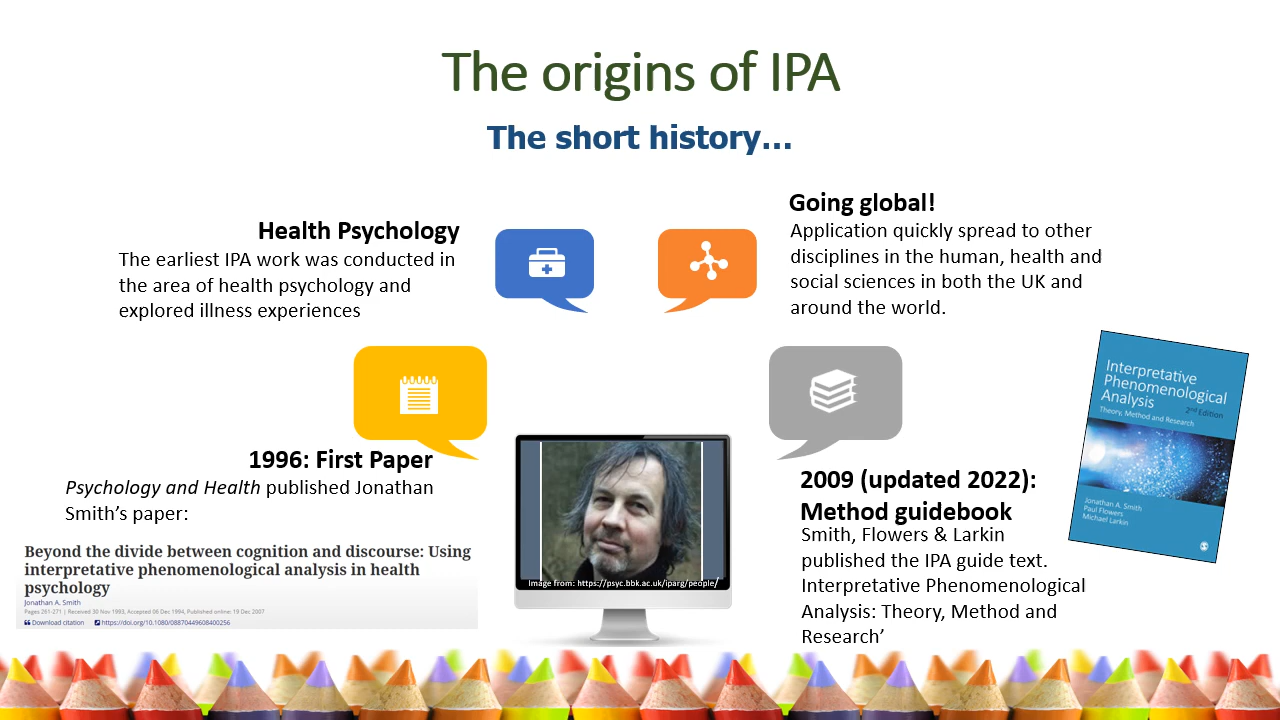 The origins of IPA
The short history...
Health Psychology
The earliest IPA work was conducted in
the area of health psychology and
explored illness experiences
Going global!
Application quickly spread to other
disciplines in the human, health and
social sciences in both the UK and
around the world.
1996: First Paper
Psychology and Health published Jonathan
Smith’s paper:
Beyond the divide between cognition and discourse: Using
interpretative phenomenological analysis in health
psychology
Jonathan A. Smith
Pages 261-271 | Received 30 Nov 1993, Accepted 06 Dec 1994, Published online: 19 Dec 2007
Download citation https://doi.org/10.1080/08870449608400256
Image from: https://psyc.bbk.ac.uk/iparg/people/
2009 (updated 2022):
Method guidebook
Smith, Flowers & Larkin
published the IPA guide text.
Interpretative Phenomenological
Analysis: Theory, Method and
Research’
Interpretative
Phenomenological
Analysis
2nd Edition
Theory, Method and Research
Jonathan A. Smith
Paul Flowers
Michael Larkin